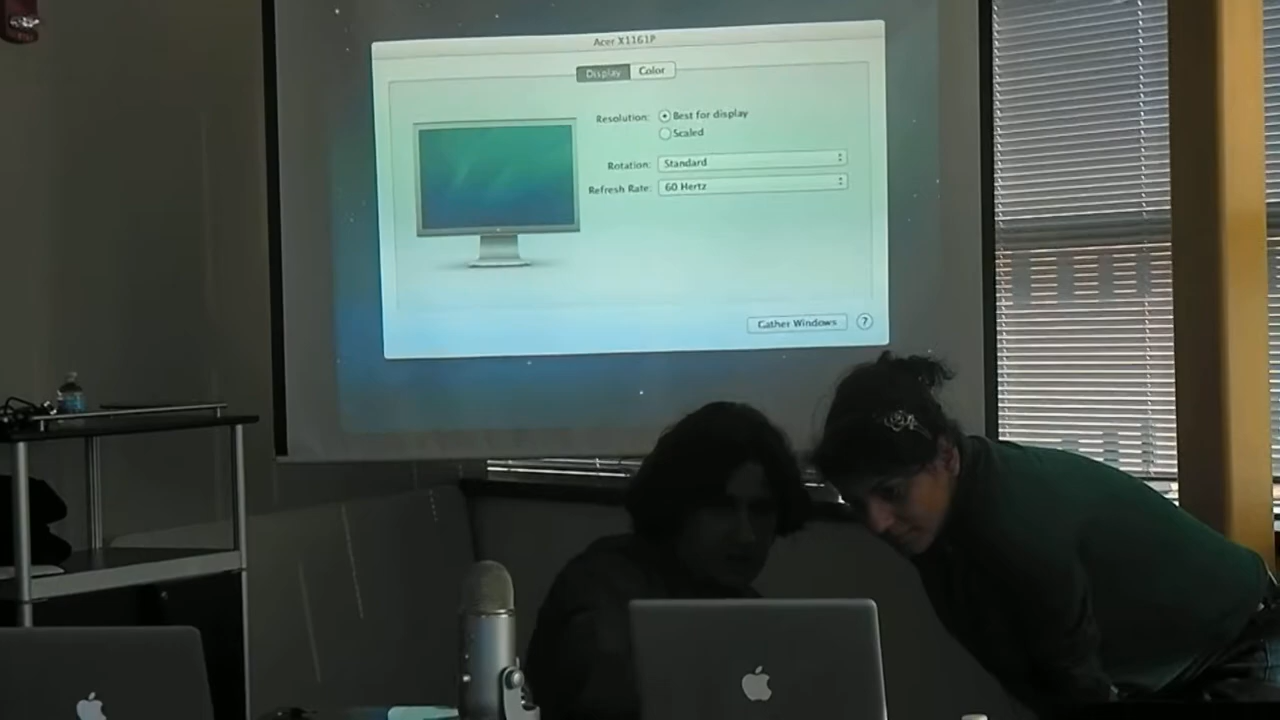 Acer X1161P
Display Color
Resolution: Best for display
Scaled
Rotation: Standard
Refresh Rate: 60 Hertz
Gather Windows ?